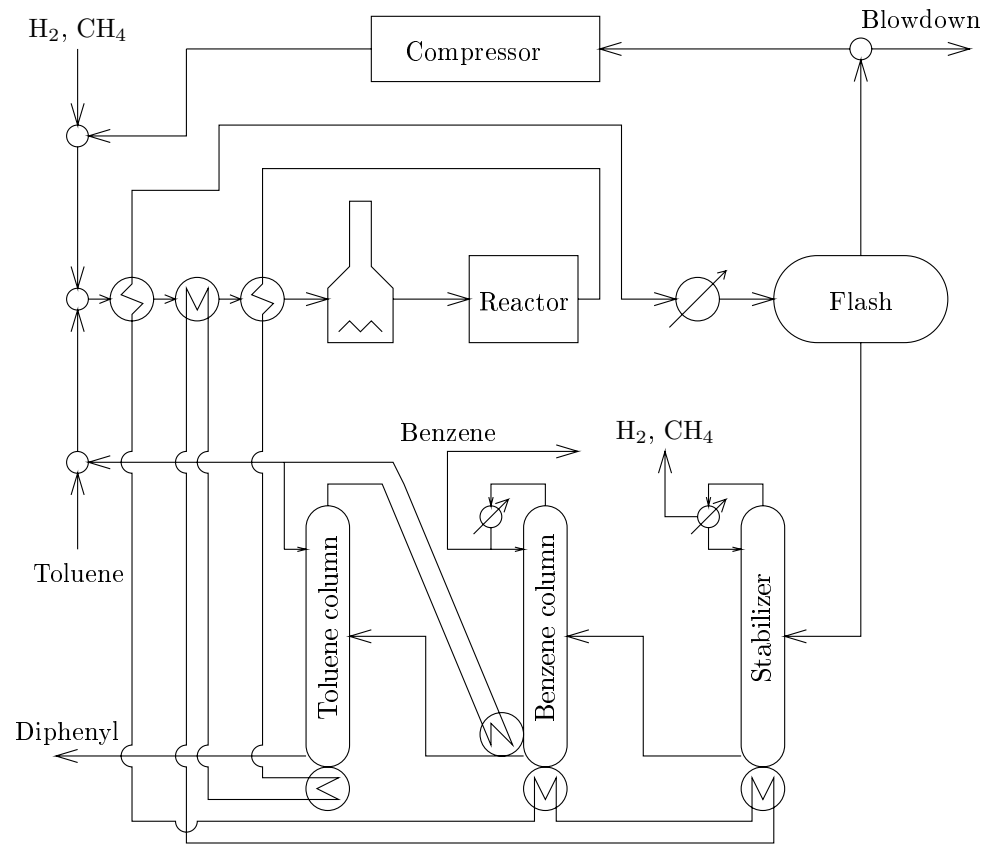 Blowdown
H₂, CH₄
Compressor
Reactor
Flash
Benzene
H₂, CH₄
Toluene
Toluene column
Benzene column
Stabilizer
Diphenyl